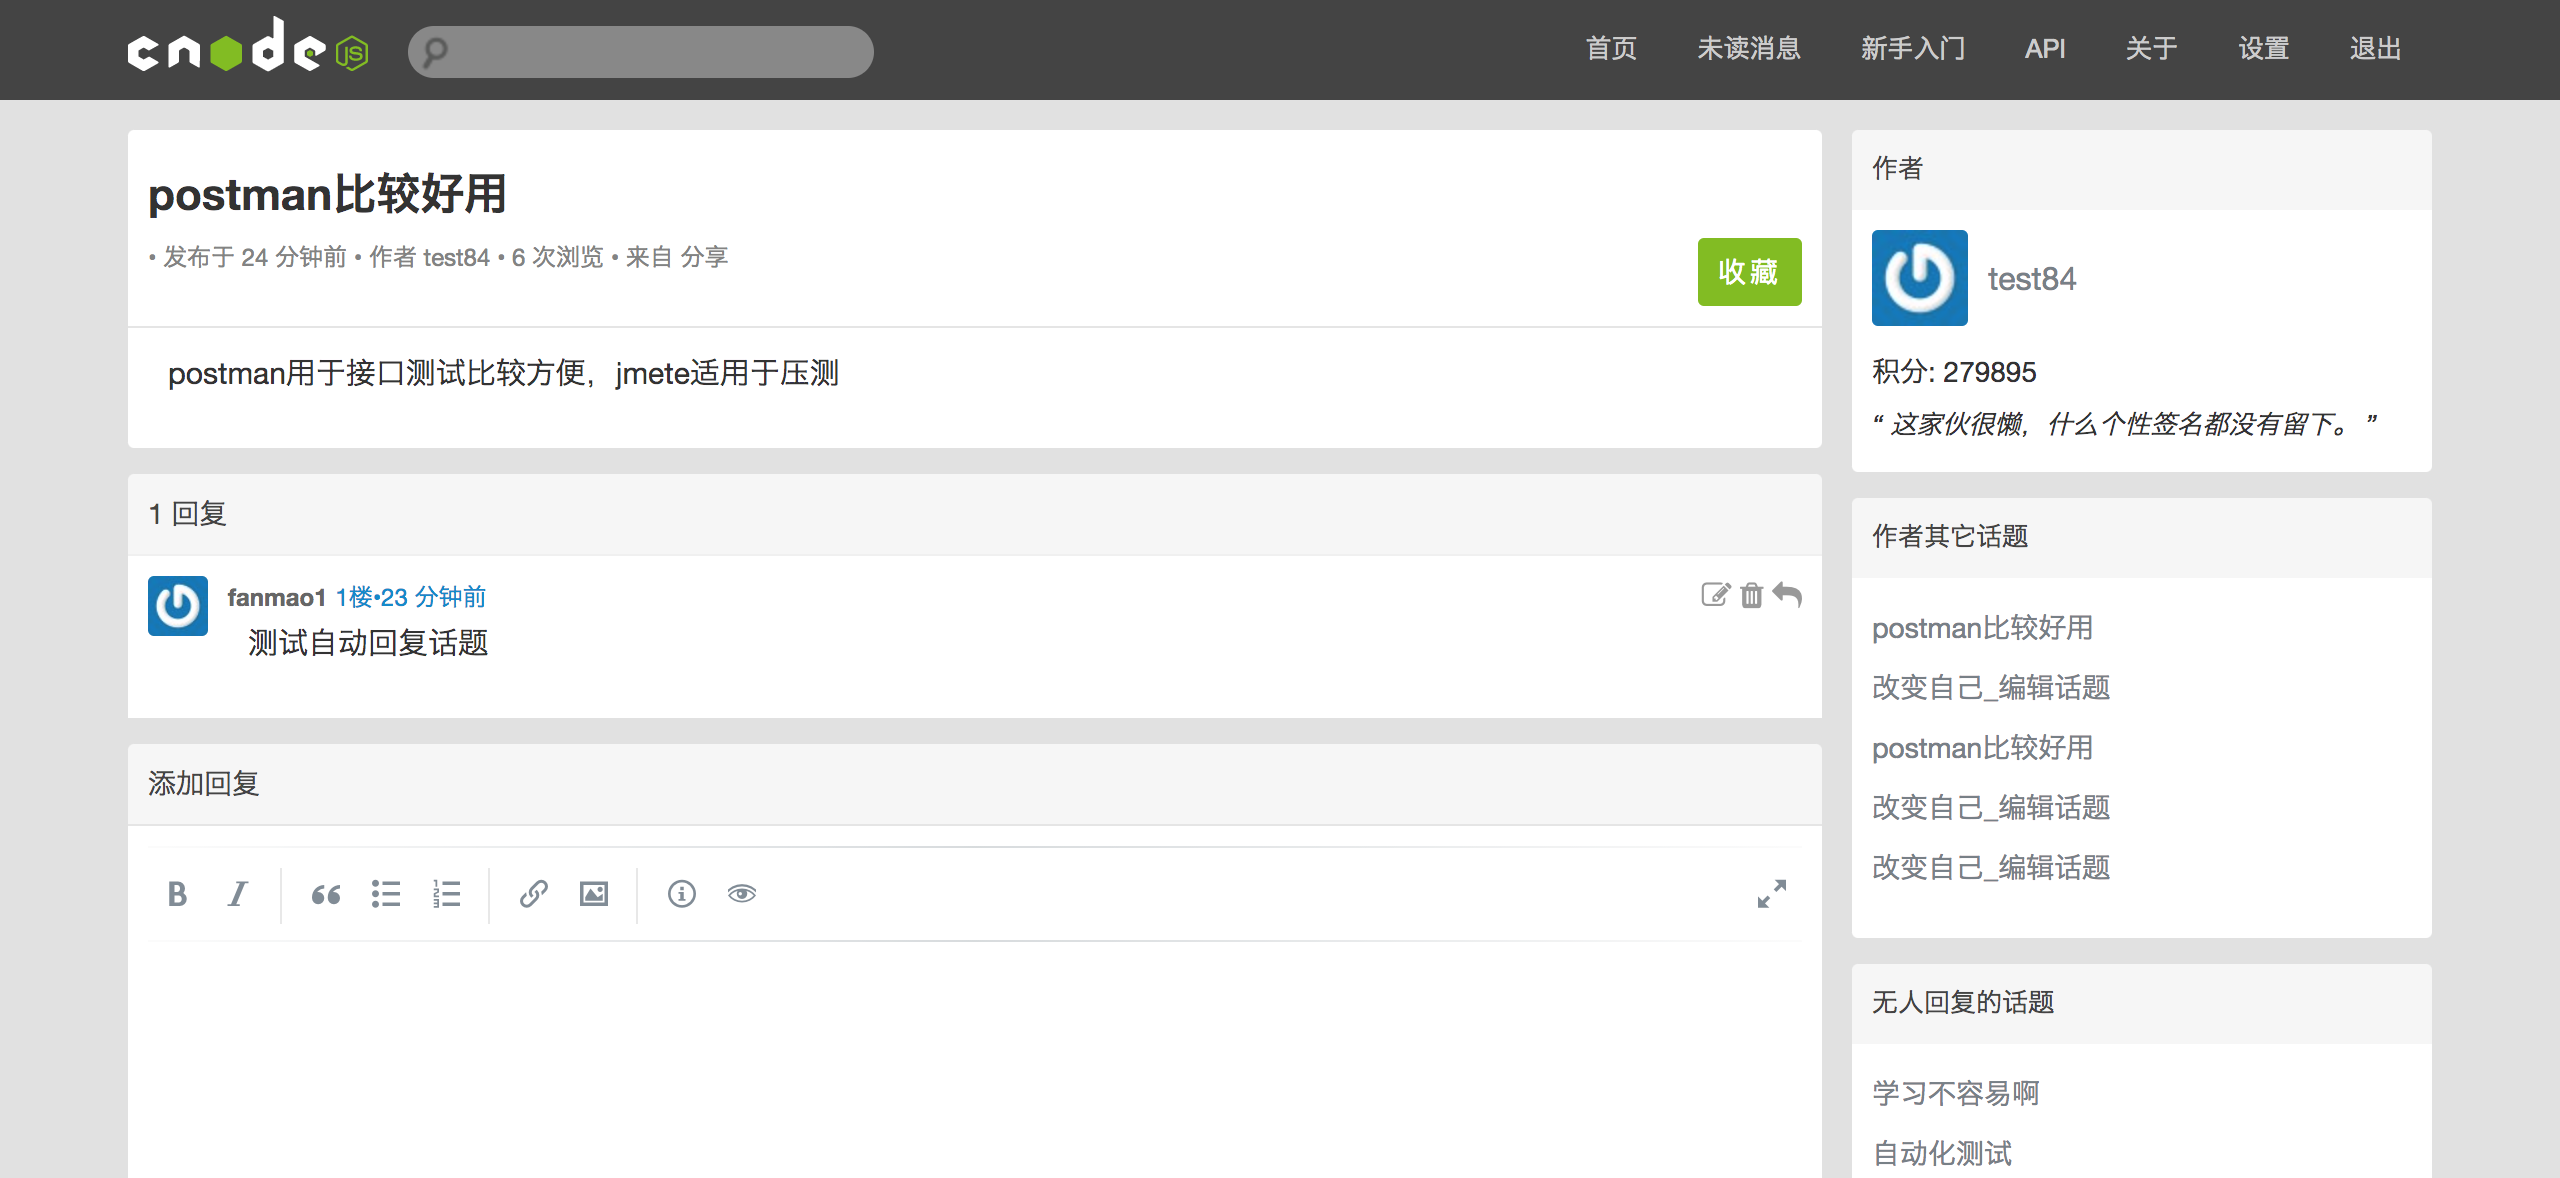 cnodejs
首页 未读消息 新手入门 API 关于 设置 退出
postman比较好用
• 发布于 24 分钟前 • 作者 test84 • 6 次浏览 • 来自 分享
收藏
postman用于接口测试比较方便，jmete适用于压测
1 回复
fanmao1 1楼•23 分钟前
测试自动回复话题
添加回复
作者
test84
积分: 279895
“ 这家伙很懒，什么个性签名都没有留下。 ”
作者其它话题
postman比较好用
改变自己_编辑话题
postman比较好用
改变自己_编辑话题
改变自己_编辑话题
无人回复的话题
学习不容易啊
自动化测试